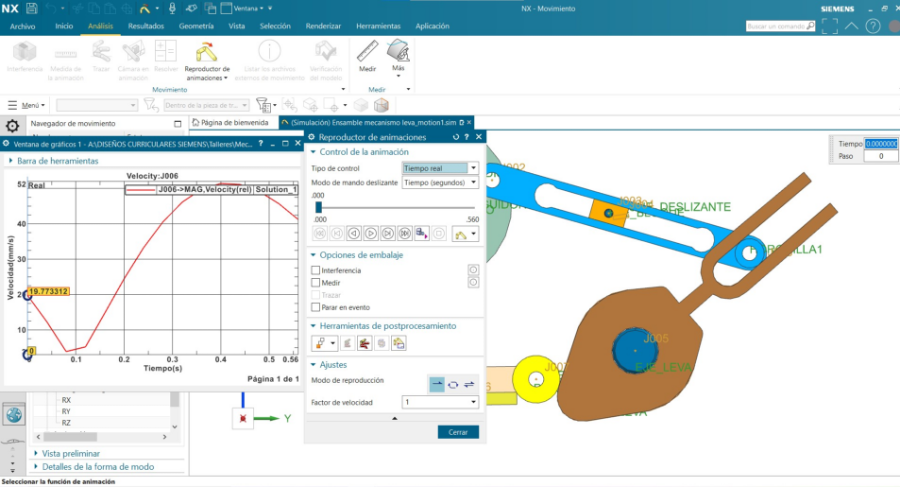 NX
Ventana
NX - Movimiento
SIEMENS
Archivo Inicio Análisis Resultados Geometría Vista Selección Renderizar Herramientas Aplicación
Buscar un comando
Interferencia
Medida de la animación
Trazar
Cámara en animación
Resolver
Reproductor de animaciones
Listar los archivos externos de movimiento
Verificación del modelo
Medir
Más
Movimiento
Medir
Menú
Dentro de la pieza de tr...
Navegador de movimiento
Página de bienvenida
(Simulación) Ensamble mecanismo leva_motion1.sim
Ventana de gráficos 1 - A:\DISEÑOS CURRICULARES SIEMENS\Talleres\Mec...
Barra de herramientas
Velocity:J006
Real
J006->MAG,Velocity(rel) Solution_1
Velocidad(mm/s)
52
40
30
19.773312
10
0
0.1 0.2 0.3 0.4 0.5 0.56
Tiempo(s)
Página 1 de 1
RX
RY
RZ
Vista preliminar
Detalles de la forma de modo
Seleccionar la función de animación
Y
Reproductor de animaciones
Control de la animación
Tipo de control Tiempo real
Modo de mando deslizante Tiempo (segundos)
.000
.000 .560
Opciones de embalaje
Interferencia
Medir
Trazar
Parar en evento
Herramientas de postprocesamiento
Ajustes
Modo de reproducción
Factor de velocidad 1
Cerrar
Tiempo 0.0000000
Paso 0
DESLIZANTE
J005
EJE_LEVA